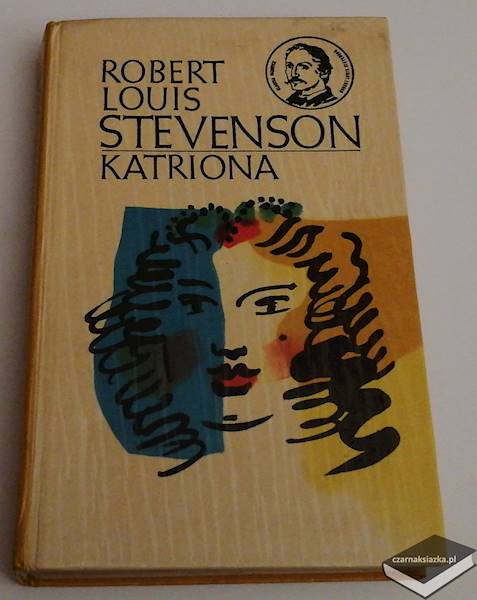 ROBERT
LOUIS
STEVENSON
KATRIONA
czarnaksiazka.pl